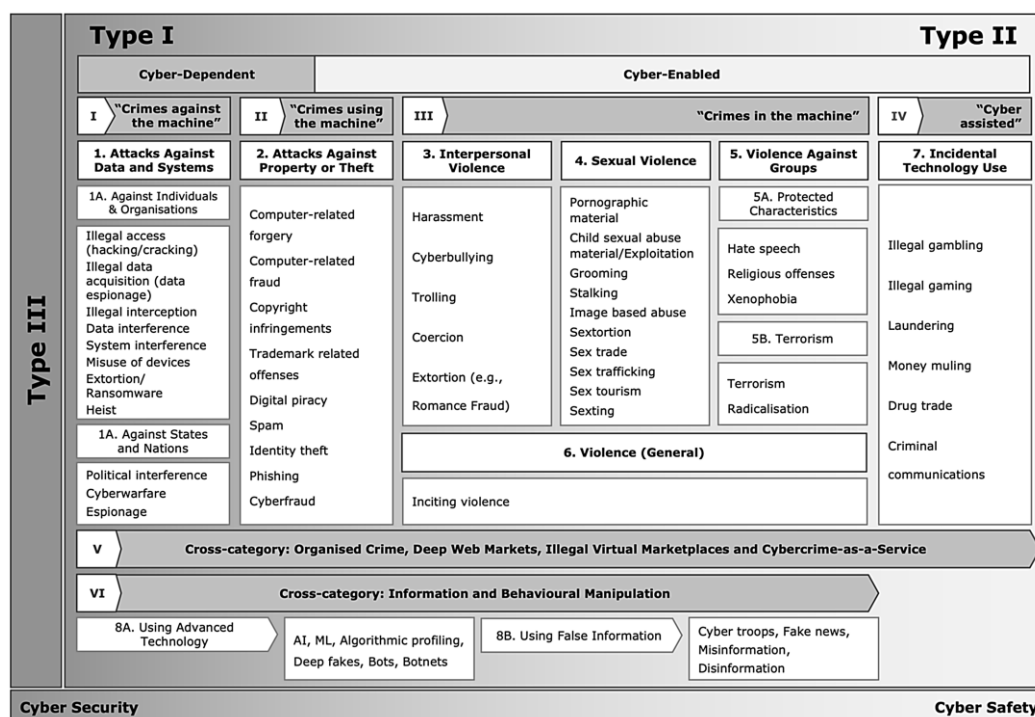 Type I
Type II
Type III
Cyber-Dependent
Cyber-Enabled
I
"Crimes against
the machine"
II
"Crimes using
the machine"
III
"Crimes in the machine"
IV
"Cyber
assisted"
1. Attacks Against
Data and Systems
2. Attacks Against
Property or Theft
3. Interpersonal
Violence
4. Sexual Violence
5. Violence Against
Groups
7. Incidental
Technology Use
1A. Against Individuals
& Organisations
Illegal access
(hacking/cracking)
Illegal data
acquisition (data
espionage)
Illegal interception
Data interference
System interference
Misuse of devices
Extortion/
Ransomware
Heist
1A. Against States
and Nations
Political interference
Cyberwarfare
Espionage
Computer-related
forgery
Computer-related
fraud
Copyright
infringements
Trademark related
offenses
Digital piracy
Spam
Identity theft
Phishing
Cyberfraud
Harassment
Cyberbullying
Trolling
Coercion
Extortion (e.g.,
Romance Fraud)
Pornographic
material
Child sexual abuse
material/Exploitation
Grooming
Stalking
Image based abuse
Sextortion
Sex trade
Sex trafficking
Sex tourism
Sexting
5A. Protected
Characteristics
Hate speech
Religious offenses
Xenophobia
5B. Terrorism
Terrorism
Radicalisation
6. Violence (General)
Inciting violence
Illegal gambling
Illegal gaming
Laundering
Money muling
Drug trade
Criminal
communications
V
Cross-category: Organised Crime, Deep Web Markets, Illegal Virtual Marketplaces and Cybercrime-as-a-Service
VI
Cross-category: Information and Behavioural Manipulation
8A. Using Advanced
Technology
AI, ML, Algorithmic profiling,
Deep fakes, Bots, Botnets
8B. Using False Information
Cyber troops, Fake news,
Misinformation,
Disinformation
Cyber Security
Cyber Safety